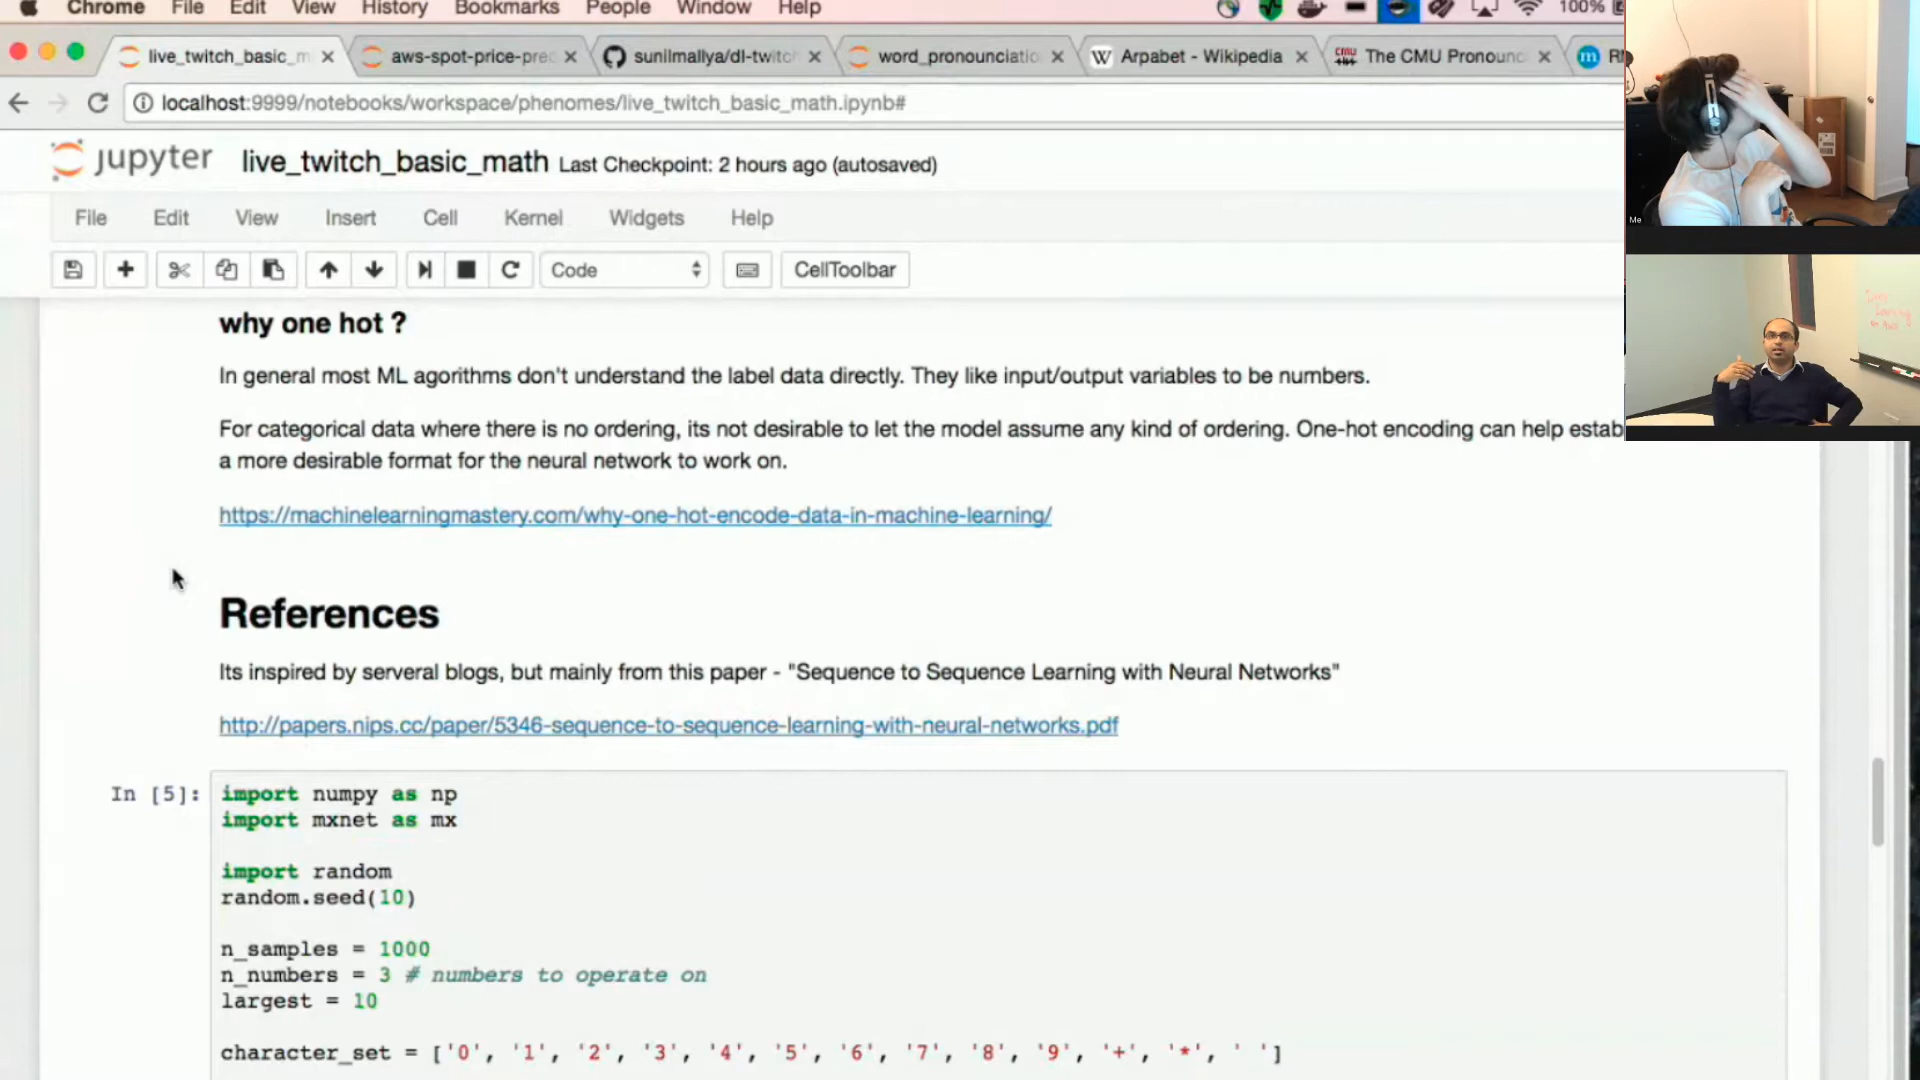 Chrome File Edit View History Bookmarks People Window Help 100%
live_twitch_basic_m aws-spot-price-pred sunilmallya/dl-twitch word_pronounciatio Arpabet - Wikipedia The CMU Pronounc
localhost:9999/notebooks/workspace/phenomes/live_twitch_basic_math.ipynb#
jupyter live_twitch_basic_math Last Checkpoint: 2 hours ago (autosaved)
File Edit View Insert Cell Kernel Widgets Help
Code CellToolbar
Me
why one hot ?
In general most ML agorithms don't understand the label data directly. They like input/output variables to be numbers.
For categorical data where there is no ordering, its not desirable to let the model assume any kind of ordering. One-hot encoding can help estab
a more desirable format for the neural network to work on.
https://machinelearningmastery.com/why-one-hot-encode-data-in-machine-learning/
References
Its inspired by serveral blogs, but mainly from this paper - "Sequence to Sequence Learning with Neural Networks"
http://papers.nips.cc/paper/5346-sequence-to-sequence-learning-with-neural-networks.pdf
In [5]:
import numpy as np
import mxnet as mx
import random
random.seed(10)
n_samples = 1000
n_numbers = 3 # numbers to operate on
largest = 10
character_set = ['0', '1', '2', '3', '4', '5', '6', '7', '8', '9', '+', '*', ' ']